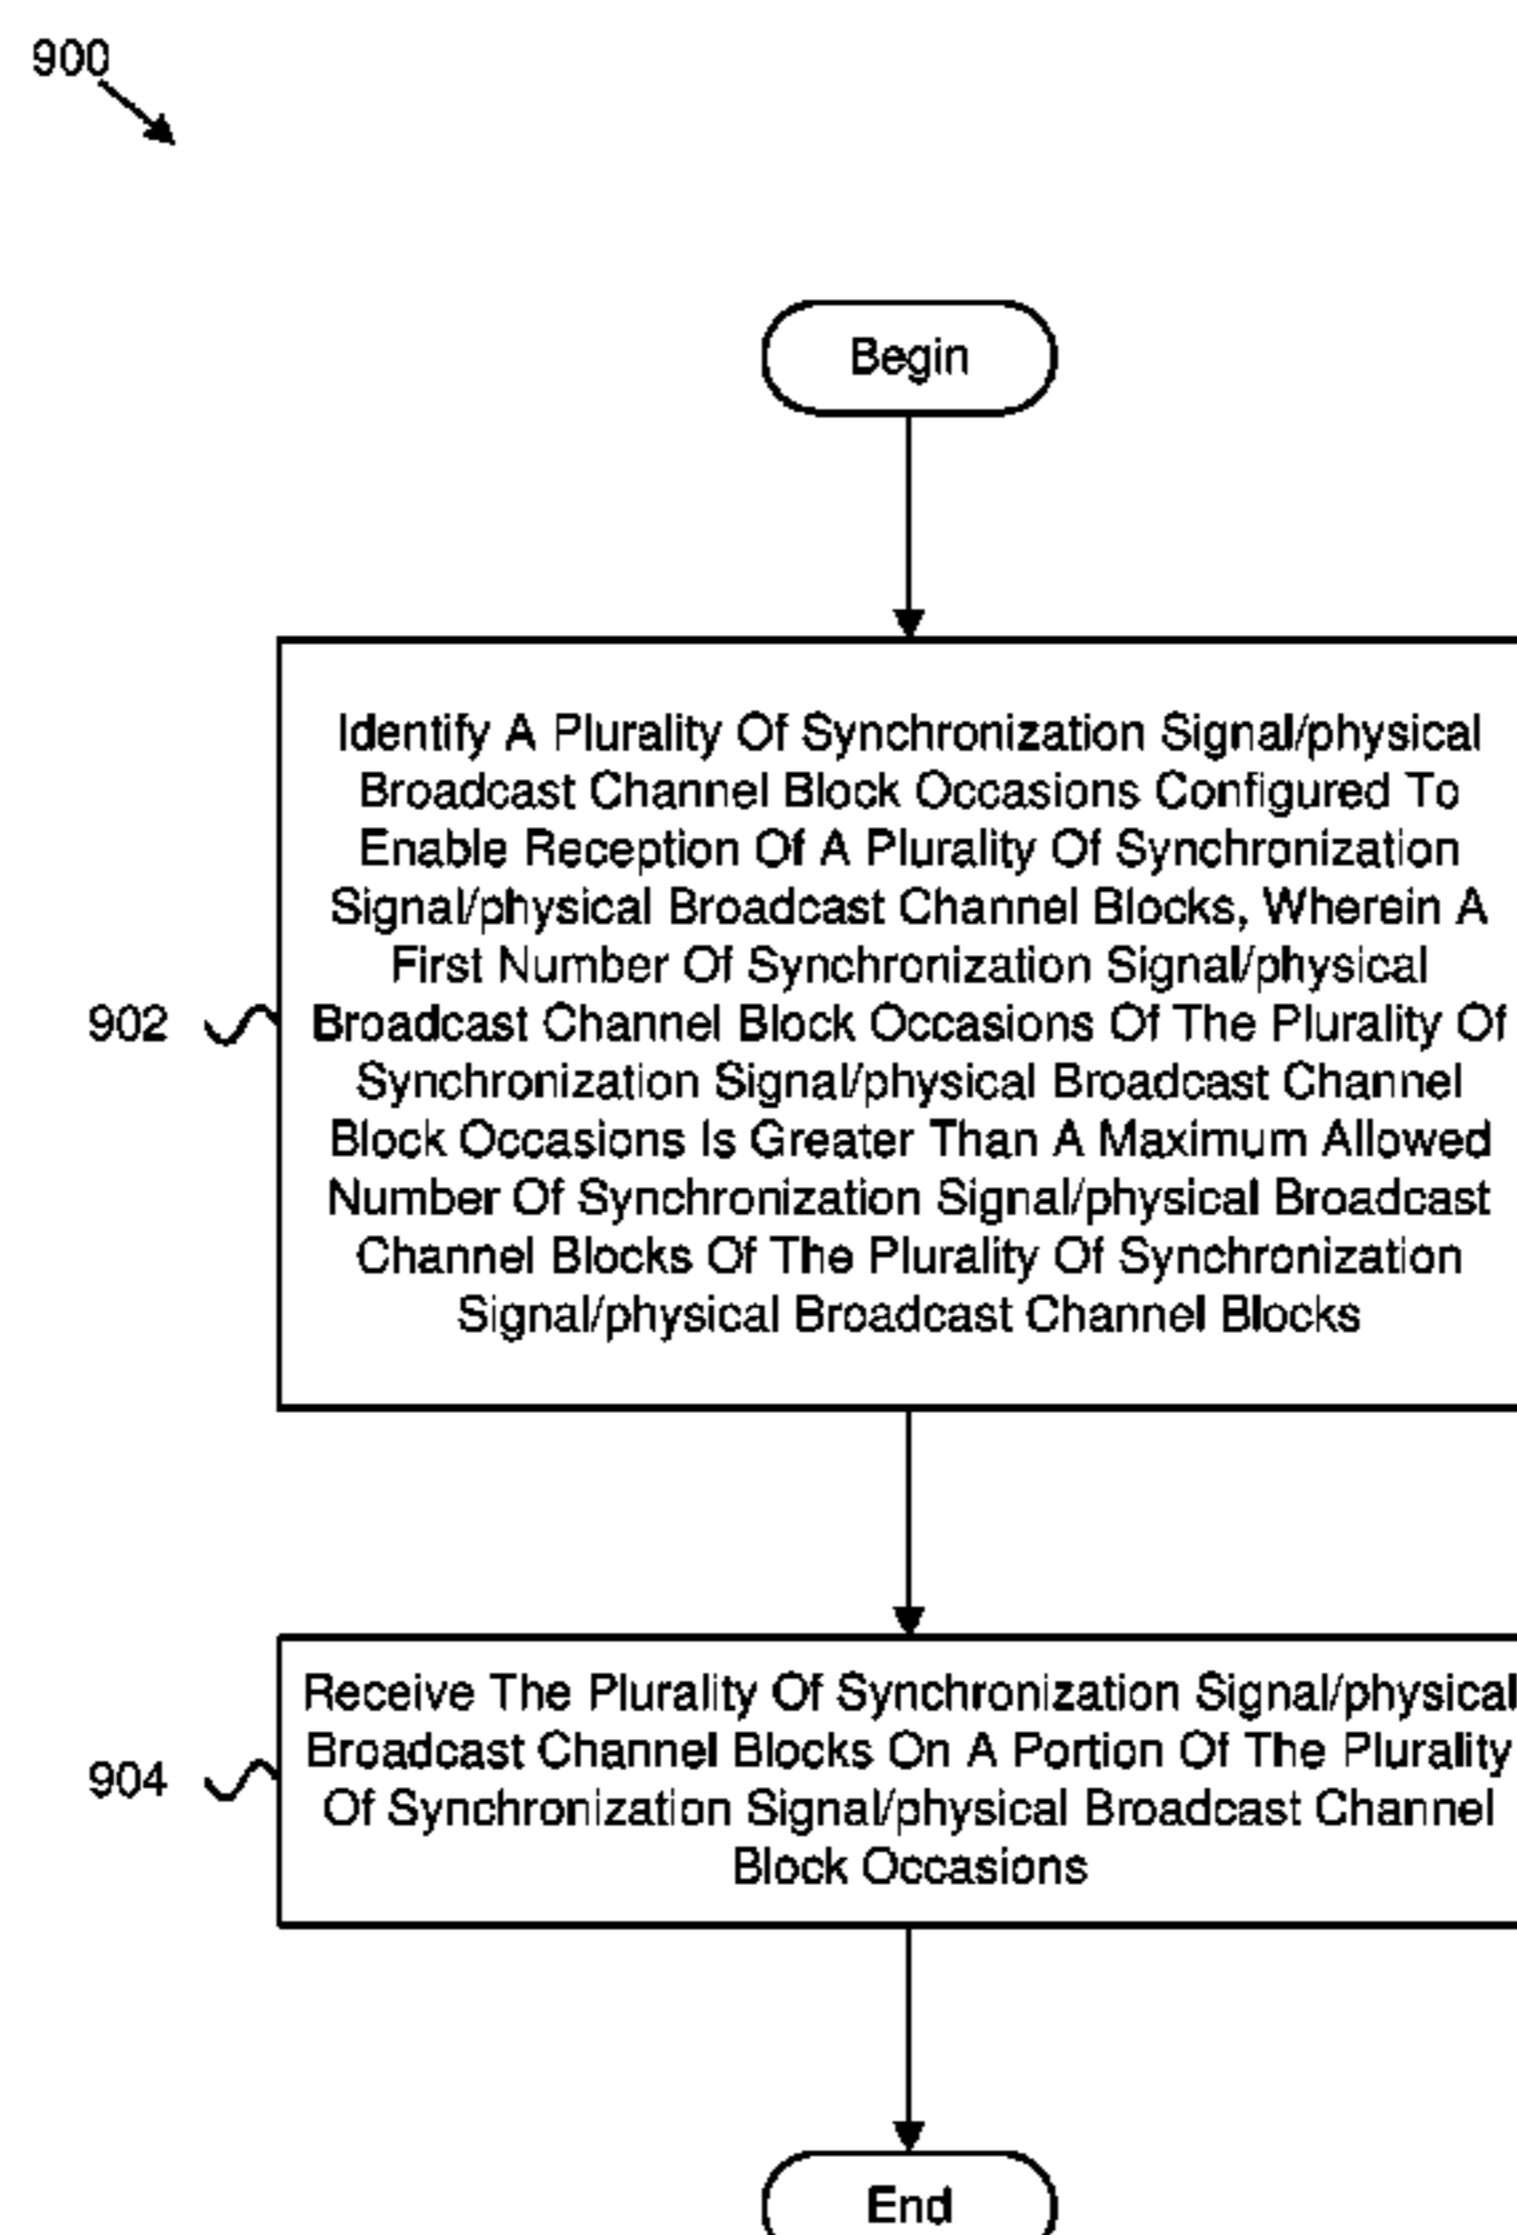 900
Begin
Identify A Plurality Of Synchronization Signal/physical
Broadcast Channel Block Occasions Configured To
Enable Reception Of A Plurality Of Synchronization
Signal/physical Broadcast Channel Blocks, Wherein A
First Number Of Synchronization Signal/physical
902
Broadcast Channel Block Occasions Of The Plurality Of
Synchronization Signal/physical Broadcast Channel
Block Occasions Is Greater Than A Maximum Allowed
Number Of Synchronization Signal/physical Broadcast
Channel Blocks Of The Plurality Of Synchronization
Signal/physical Broadcast Channel Blocks
Receive The Plurality Of Synchronization Signal/physical
Broadcast Channel Blocks On A Portion Of The Plurality
904
Of Synchronization Signal/physical Broadcast Channel
Block Occasions
End